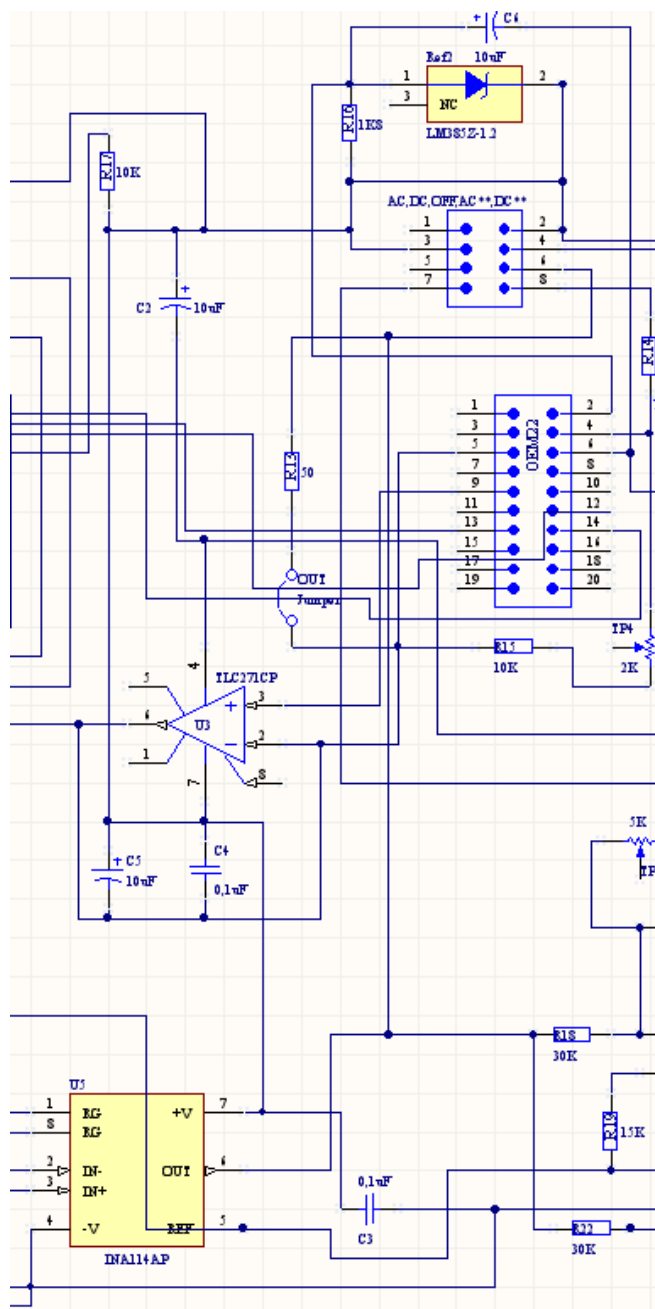 C6
10uF
Ref2
1
2
3
NC
LM385Z-1.2
R16
1K8
R17
10K
AC,DC,OFF,AC**,DC**
1 2
3 4
5 6
7 8
C2
10uF
R14
R13
50
OEM22
1 2
3 4
5 6
7 8
9 10
11 12
13 14
15 16
17 18
19 20
OUT
Jumper
TP4
2K
R15
10K
TLC271CP
4
5
3
+
6
U3
2
-
1
8
7
5K
TP
C5
10uF
C4
0,1uF
R18
30K
R19
15K
U5
1 RG +V 7
8 RG
2 IN- OUT 6
3 IN+
4 -V REF 5
INA114AP
0,1uF
C3
R22
30K